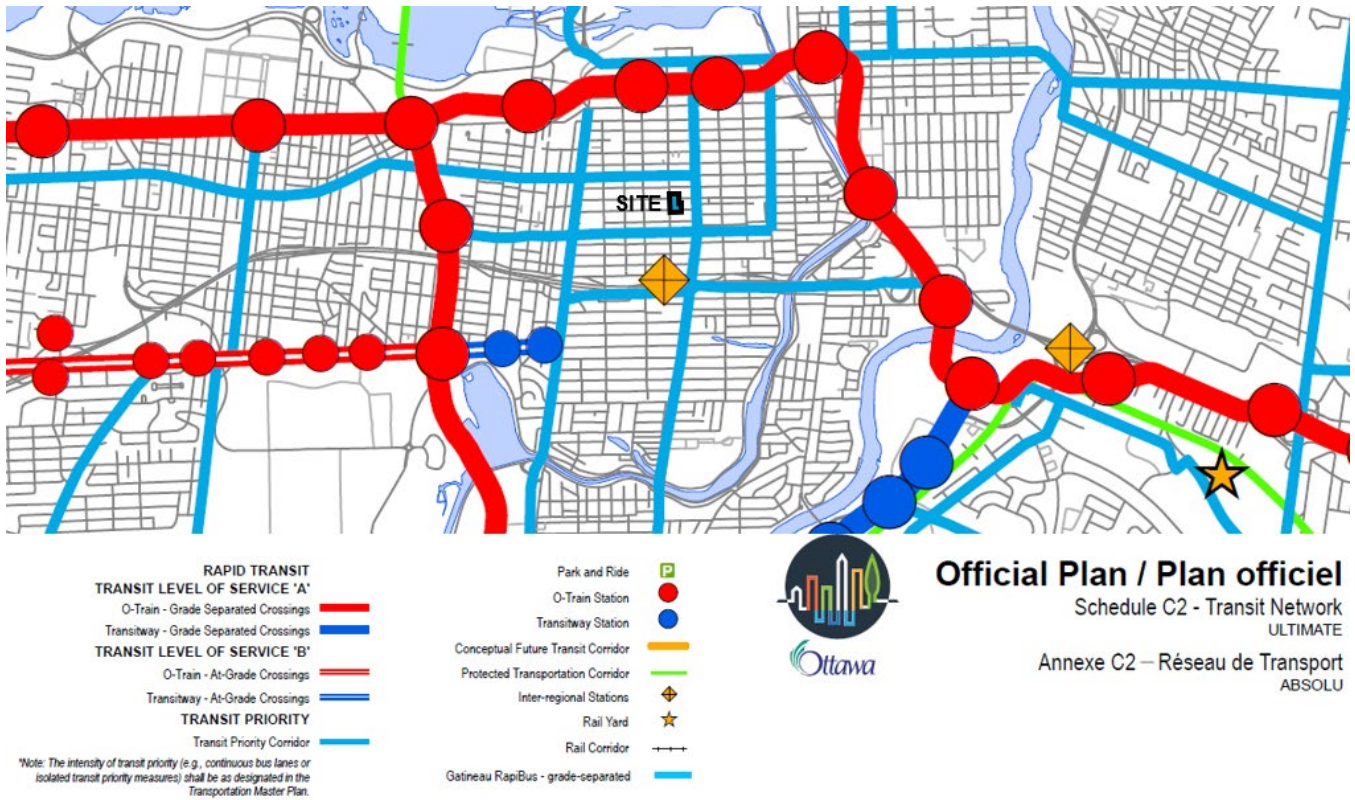 SITE
RAPID TRANSIT
TRANSIT LEVEL OF SERVICE 'A'
O-Train - Grade Separated Crossings
Transitway - Grade Separated Crossings
TRANSIT LEVEL OF SERVICE 'B'
O-Train - At-Grade Crossings
Transitway - At-Grade Crossings
TRANSIT PRIORITY
Transit Priority Corridor
*Note: The intensity of transit priority (e.g., continuous bus lanes or
isolated transit priority measures) shall be as designated in the
Transportation Master Plan.
Park and Ride P
O-Train Station
Transitway Station
Conceptual Future Transit Corridor
Protected Transportation Corridor
Inter-regional Stations
Rail Yard
Rail Corridor
Gatineau RapiBus - grade-separated
Ottawa
Official Plan / Plan officiel
Schedule C2 - Transit Network
ULTIMATE
Annexe C2 – Réseau de Transport
ABSOLU